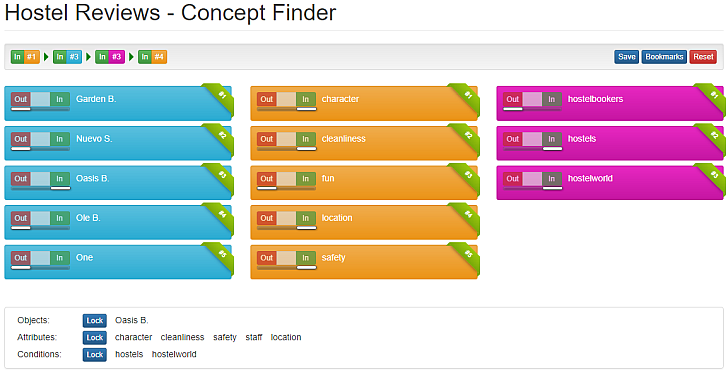 Hostel Reviews - Concept Finder
In #1 In #3 In #3 In #4 Save Bookmarks Reset
Out In Garden B. #1 Out In character #1 Out In hostelbookers #1
Out In Nuevo S. #2 Out In cleanliness #2 Out In hostels #2
Out In Oasis B. #3 Out In fun #3 Out In hostelworld #3
Out In Ole B. #4 Out In location #4
Out In One #5 Out In safety #5
Objects: Lock Oasis B.
Attributes: Lock character cleanliness safety staff location
Conditions: Lock hostels hostelworld